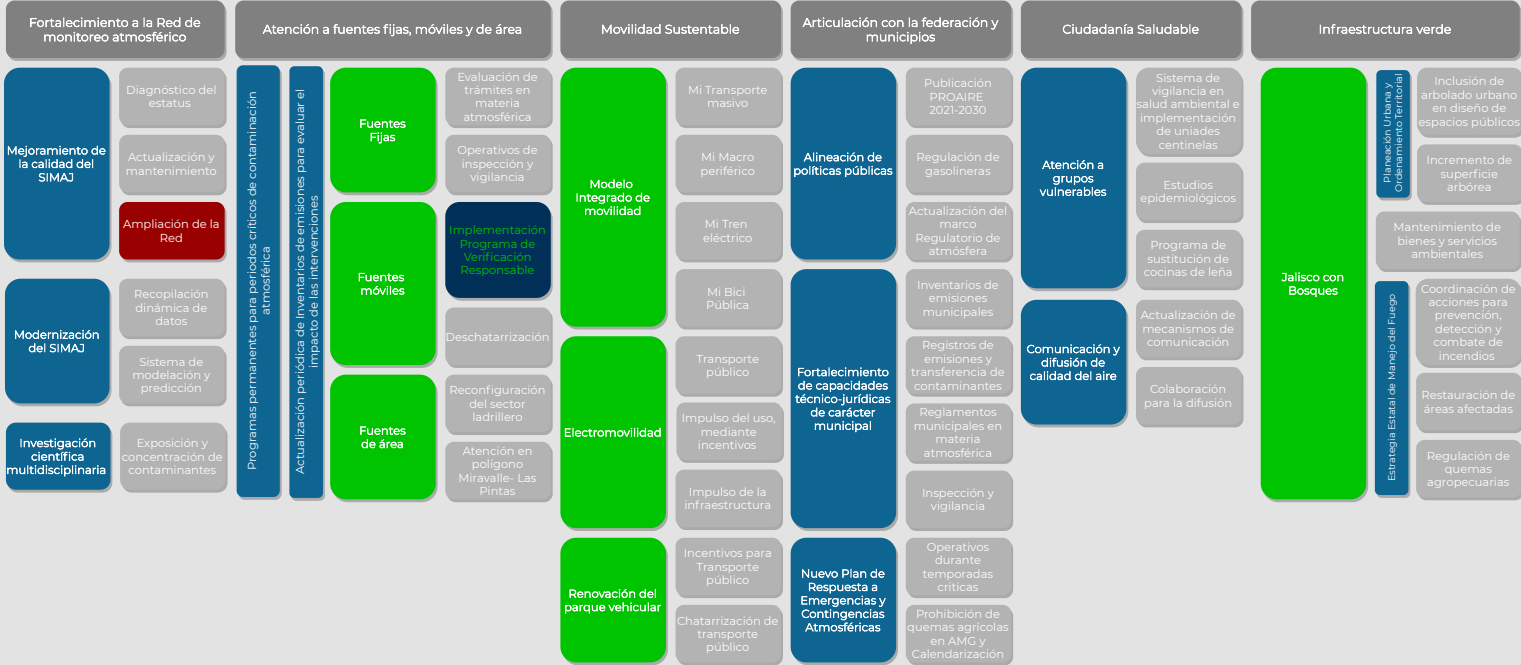 Fortalecimiento a la Red de
monitoreo atmosférico
Mejoramiento de
la calidad del
SIMAJ
Diagnóstico del
estatus
Actualización y
mantenimiento
Ampliación de la
Red
Modernización
del SIMAJ
Recopilación
dinámica de
datos
Sistema de
modelación y
predicción
Investigación
científica
multidisciplinaria
Exposición y
concentración de
contaminantes
Atención a fuentes fijas, móviles y de área
Programas permanentes para periodos críticos de contaminación
atmosférica
Actualización periódica de Inventarios de emisiones para evaluar el
impacto de las intervenciones
Fuentes
Fijas
Evaluación de
trámites en
materia
atmosférica
Operativos de
inspección y
vigilancia
Fuentes
móviles
Implementación
Programa de
Verificación
Responsable
Deschatarrización
Fuentes
de área
Reconfiguración
del sector
ladrillero
Atención en
polígono
Miravalle- Las
Pintas
Movilidad Sustentable
Modelo
Integrado de
movilidad
Mi Transporte
masivo
Mi Macro
periférico
Mi Tren
eléctrico
Mi Bici
Pública
Electromovilidad
Transporte
público
Impulso del uso,
mediante
incentivos
Impulso de la
infraestructura
Renovación del
parque vehicular
Incentivos para
Transporte
público
Chatarrización de
transporte
público
Articulación con la federación y
municipios
Alineación de
políticas públicas
Publicación
PROAIRE
2021-2030
Regulación de
gasolineras
Actualización del
marco
Regulatorio de
atmósfera
Fortalecimiento
de capacidades
técnico-jurídicas
de carácter
municipal
Inventarios de
emisiones
municipales
Registros de
emisiones y
transferencia de
contaminantes
Reglamentos
municipales en
materia
atmosférica
Inspección y
vigilancia
Nuevo Plan de
Respuesta a
Emergencias y
Contingencias
Atmosféricas
Operativos
durante
temporadas
criticas
Prohibición de
quemas agrícolas
en AMG y
Calendarización
Ciudadanía Saludable
Atención a
grupos
vulnerables
Sistema de
vigilancia en
salud ambiental e
implementación
de uniades
centinelas
Estudios
epidemiológicos
Programa de
sustitución de
cocinas de leña
Comunicación y
difusión de
calidad del aire
Actualización de
mecanismos de
comunicación
Colaboración
para la difusión
Infraestructura verde
Jalisco con
Bosques
Planeación Urbana y
Ordenamiento Territorial
Inclusión de
arbolado urbano
en diseño de
espacios públicos
Incremento de
superficie
arbórea
Mantenimiento de
bienes y servicios
ambientales
Estrategia Estatal de Manejo del Fuego
Coordinación de
acciones para
prevención,
detección y
combate de
incendios
Restauración de
áreas afectadas
Regulación de
quemas
agropecuarias